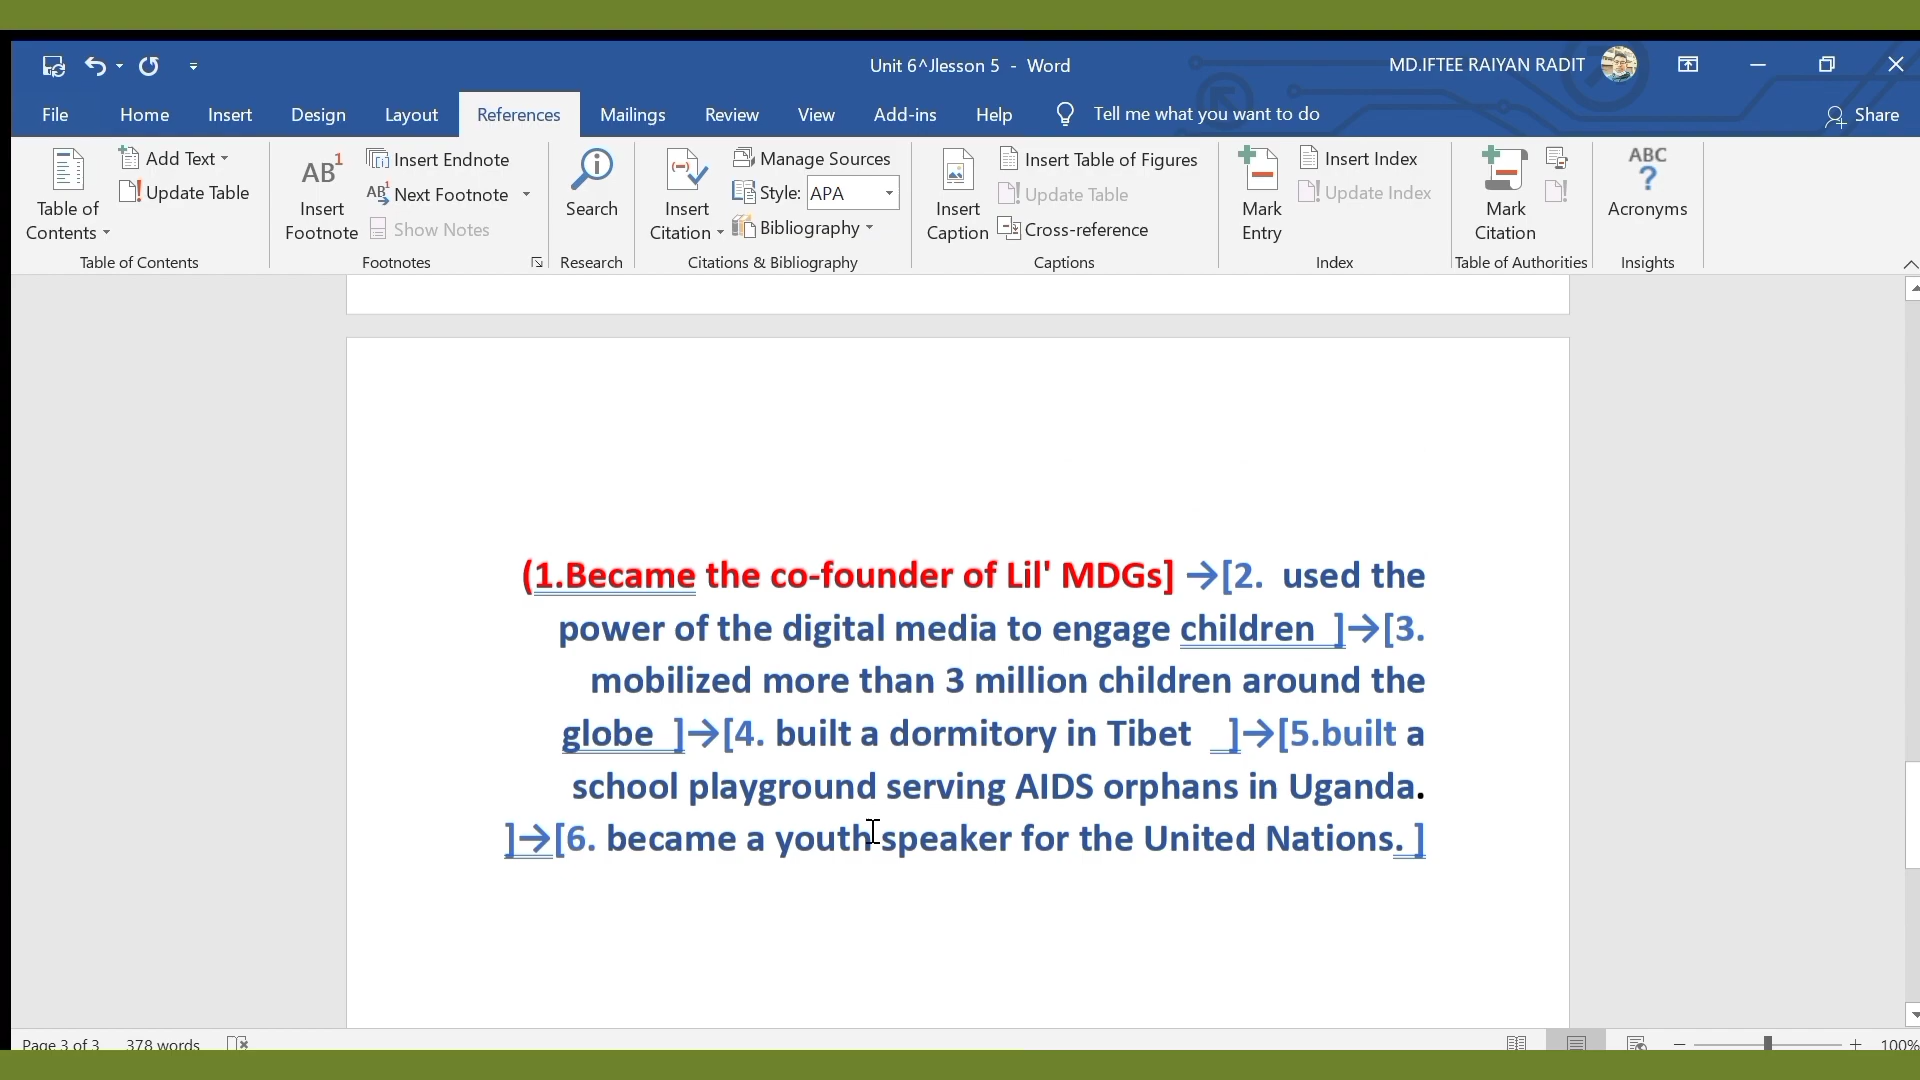 Unit 6^Jlesson 5 - Word
MD.IFTEE RAIYAN RADIT
File Home Insert Design Layout References Mailings Review View Add-ins Help Tell me what you want to do Share
Table of Contents
Add Text
Update Table
Table of Contents
AB1 Insert Footnote
Insert Endnote
AB1 Next Footnote
Show Notes
Footnotes
Search
Research
Insert Citation
Manage Sources
Style: APA
Bibliography
Citations & Bibliography
Insert Caption
Insert Table of Figures
Update Table
Cross-reference
Captions
Mark Entry
Insert Index
Update Index
Index
Mark Citation
Table of Authorities
ABC ?
Acronyms
Insights
(1.Became the co-founder of Lil' MDGs] →[2. used the
power of the digital media to engage children ]→[3.
mobilized more than 3 million children around the
globe ]→[4. built a dormitory in Tibet ]→[5.built a
school playground serving AIDS orphans in Uganda.
]→[6. became a youth speaker for the United Nations. ]
Page 3 of 3 378 words 100%